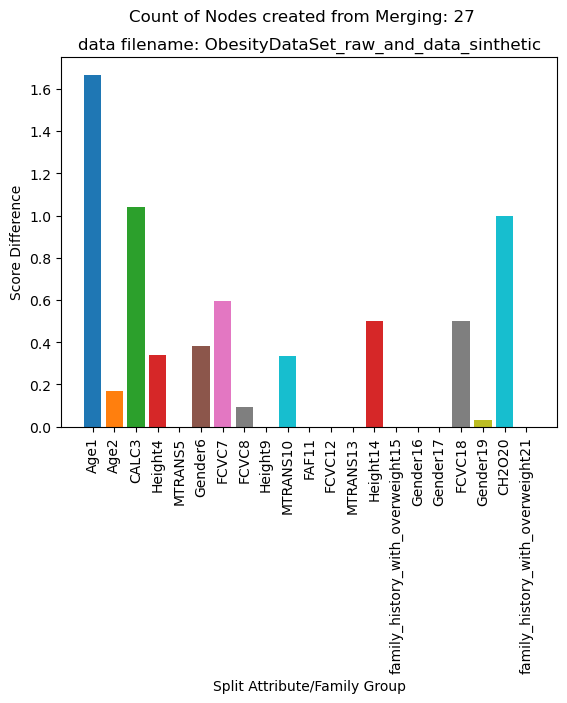 Count of Nodes created from Merging: 27
data filename: ObesityDataSet_raw_and_data_sinthetic
Score Difference
1.6
1.4
1.2
1.0
0.8
0.6
0.4
0.2
0.0
Age1
Age2
CALC3
Height4
MTRANS5
Gender6
FCVC7
FCVC8
Height9
MTRANS10
FAF11
FCVC12
MTRANS13
Height14
family_history_with_overweight15
Gender16
Gender17
FCVC18
Gender19
CH2O20
family_history_with_overweight21
Split Attribute/Family Group